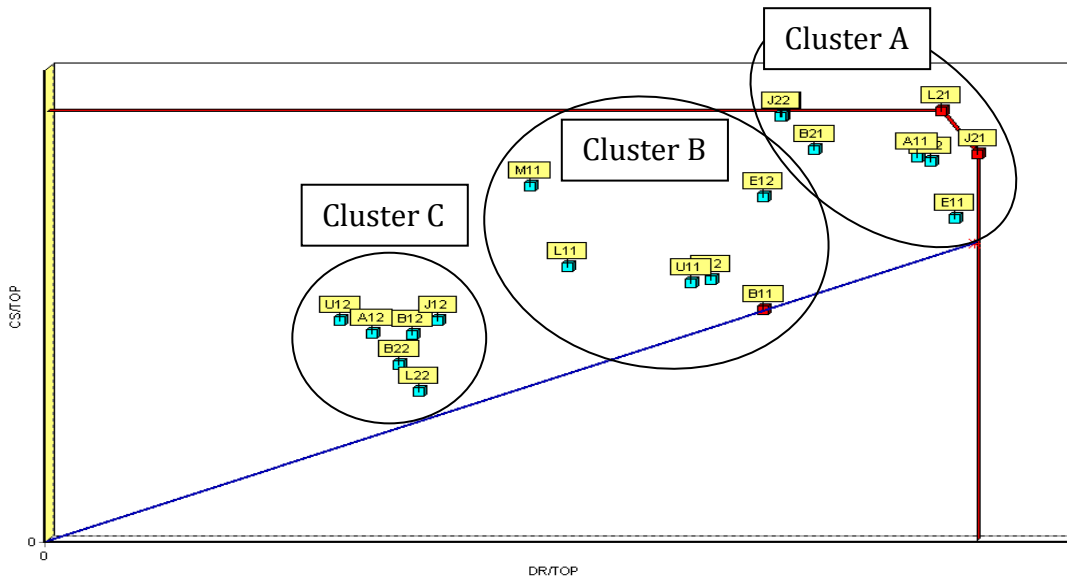 Cluster A
L21
J22
B21
A11
J21
Cluster B
M11
E12
E11
Cluster C
L11
U11
B11
U12
J12
A12
B12
B22
L22
CS/TOP
0
0
DR/TOP